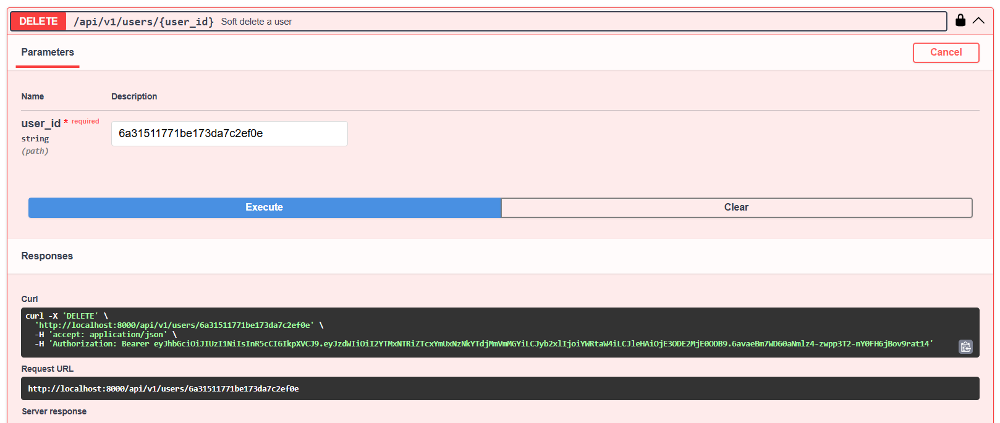 DELETE /api/v1/users/{user_id} Soft delete a user
Parameters
Cancel
Name Description
user_id * required
string
(path)
6a31511771be173da7c2ef0e
Execute Clear
Responses
Curl
curl -X 'DELETE' \
'http://localhost:8000/api/v1/users/6a31511771be173da7c2ef0e' \
-H 'accept: application/json' \
-H 'Authorization: Bearer eyJhbGciOiJIUzI1NiIsInR5cCI6IkpXVCJ9.eyJzdWIiOiI2YTMxNTRiZTcxYmUxNzNkYTdjMmVmMGYiLCJyb2xlIjoiYWRtaW4iLCJleHAiOjE3ODE2MjE0ODB9.6avaeBm7WD60aNmlz4-zwpp3T2-nY0FH6jBov9rat14'
Request URL
http://localhost:8000/api/v1/users/6a31511771be173da7c2ef0e
Server response